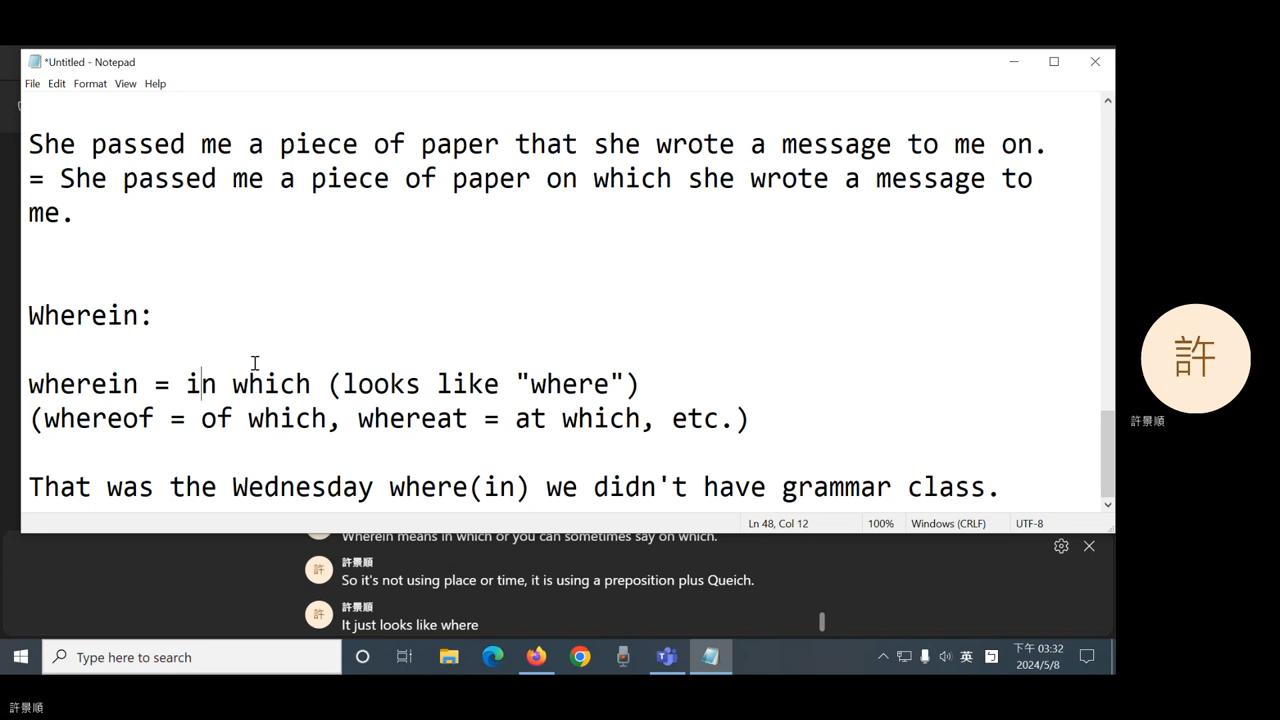 *Untitled - Notepad
File Edit Format View Help
She passed me a piece of paper that she wrote a message to me on.
= She passed me a piece of paper on which she wrote a message to
me.
Wherein:
wherein = in which (looks like "where")
(whereof = of which, whereat = at which, etc.)
That was the Wednesday where(in) we didn't have grammar class.
Ln 48, Col 12 100% Windows (CRLF) UTF-8
Wherein means in which or you can sometimes say on which.
許 許景順
So it's not using place or time, it is using a preposition plus Queich.
許 許景順
It just looks like where
許
許景順
Type here to search
英
下午 03:32
2024/5/8
許景順